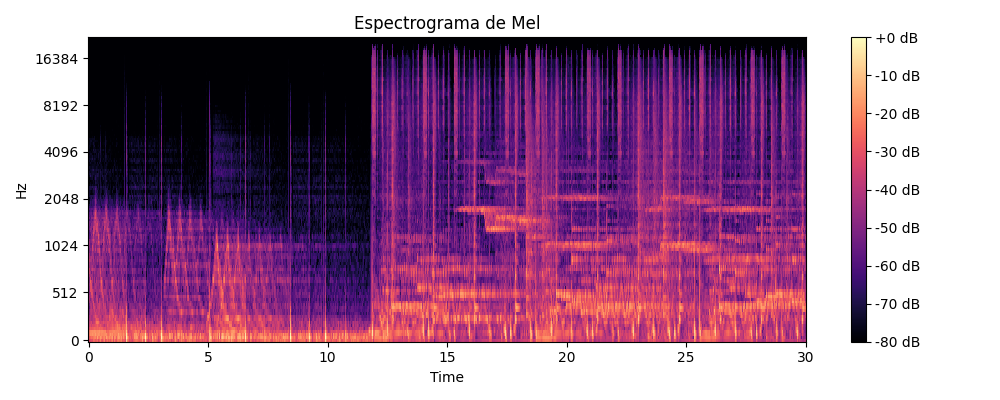 Espectrograma de Mel
Hz
16384
8192
4096
2048
1024
512
0
0 5 10 15 20 25 30
Time
+0 dB
-10 dB
-20 dB
-30 dB
-40 dB
-50 dB
-60 dB
-70 dB
-80 dB